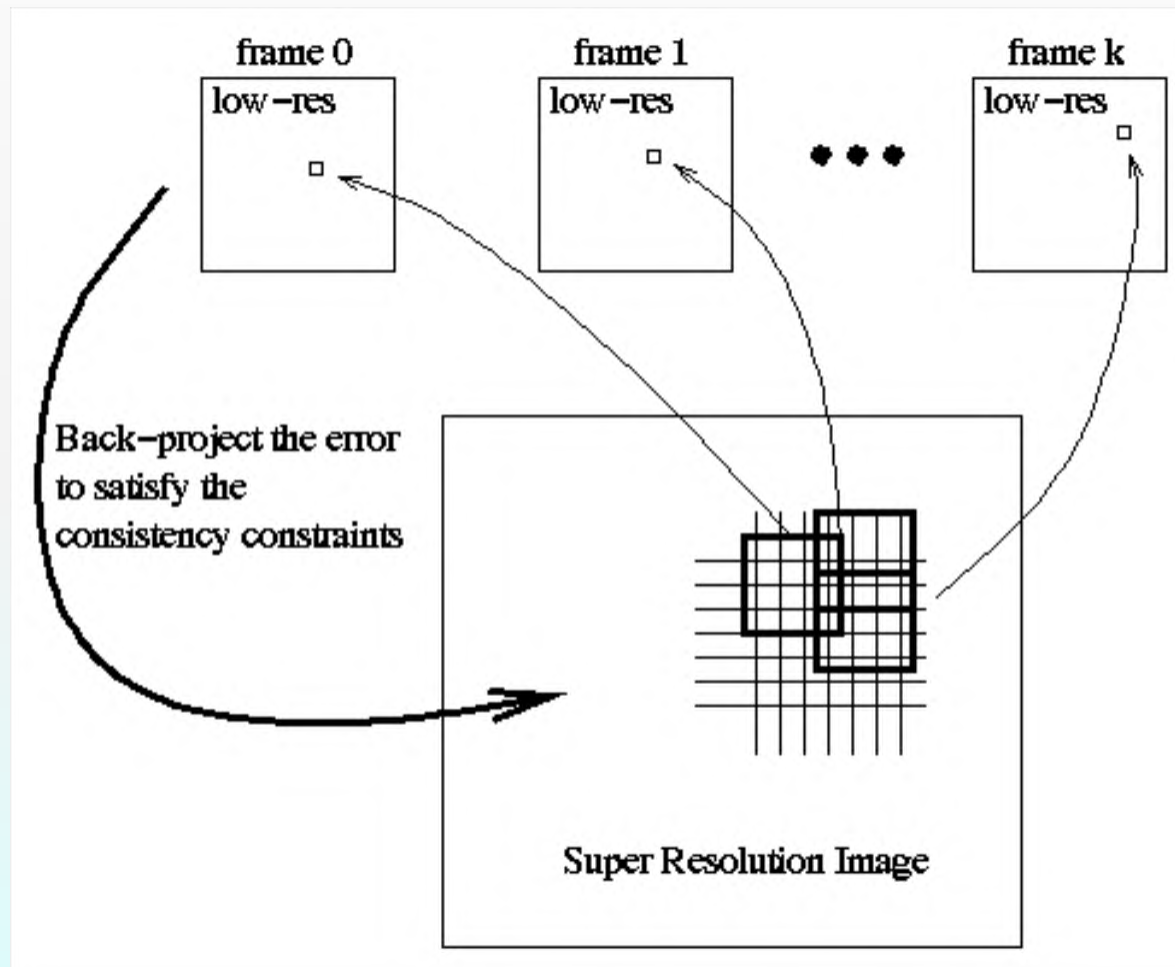 frame 0
frame 1
frame k
low-res
low-res
low-res
Back-project the error
to satisfy the
consistency constraints
Super Resolution Image